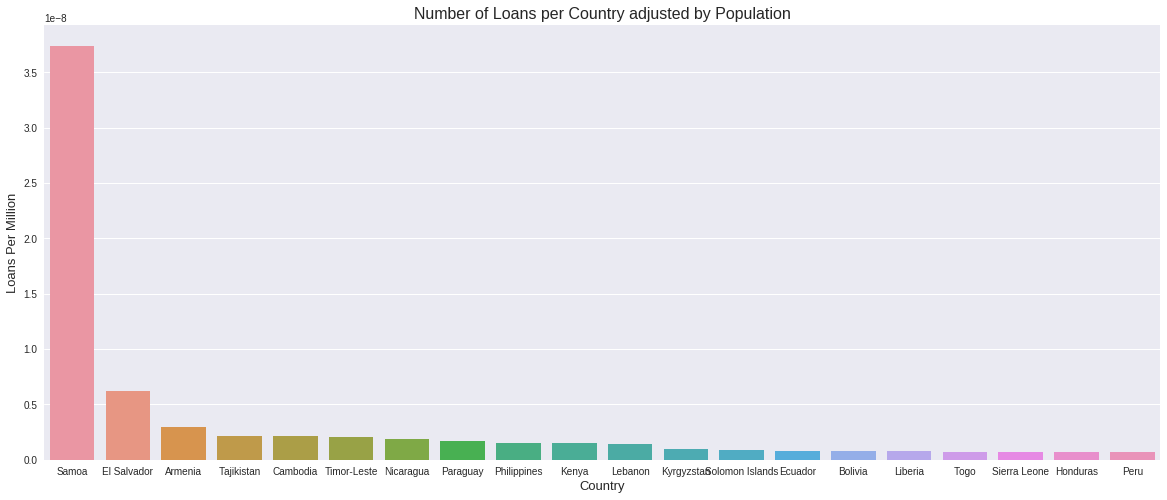 Number of Loans per Country adjusted by Population
1e−8
3.5
3.0
2.5
2.0
1.5
1.0
0.5
0.0
Loans Per Million
Samoa El Salvador Armenia Tajikistan Cambodia Timor-Leste Nicaragua Paraguay Philippines Kenya Lebanon Kyrgyzstan Solomon Islands Ecuador Bolivia Liberia Togo Sierra Leone Honduras Peru
Country